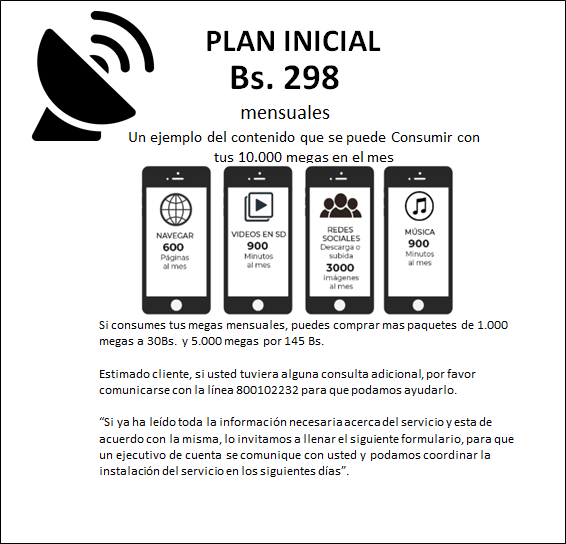 PLAN INICIAL
Bs. 298
mensuales
Un ejemplo del contenido que se puede Consumir con
tus 10.000 megas en el mes
NAVEGAR
600
Páginas
al mes
VIDEOS EN SD
900
Minutos
al mes
REDES
SOCIALES
Descarga o
subida
3000
imágenes
al mes
MÚSICA
900
Minutos
al mes
Si consumes tus megas mensuales, puedes comprar mas paquetes de 1.000
megas a 30Bs. y 5.000 megas por 145 Bs.
Estimado cliente, si usted tuviera alguna consulta adicional, por favor
comunicarse con la línea 800102232 para que podamos ayudarlo.
“Si ya ha leído toda la información necesaria acerca del servicio y esta de
acuerdo con la misma, lo invitamos a llenar el siguiente formulario, para que
un ejecutivo de cuenta se comunique con usted y podamos coordinar la
instalación del servicio en los siguientes días”.